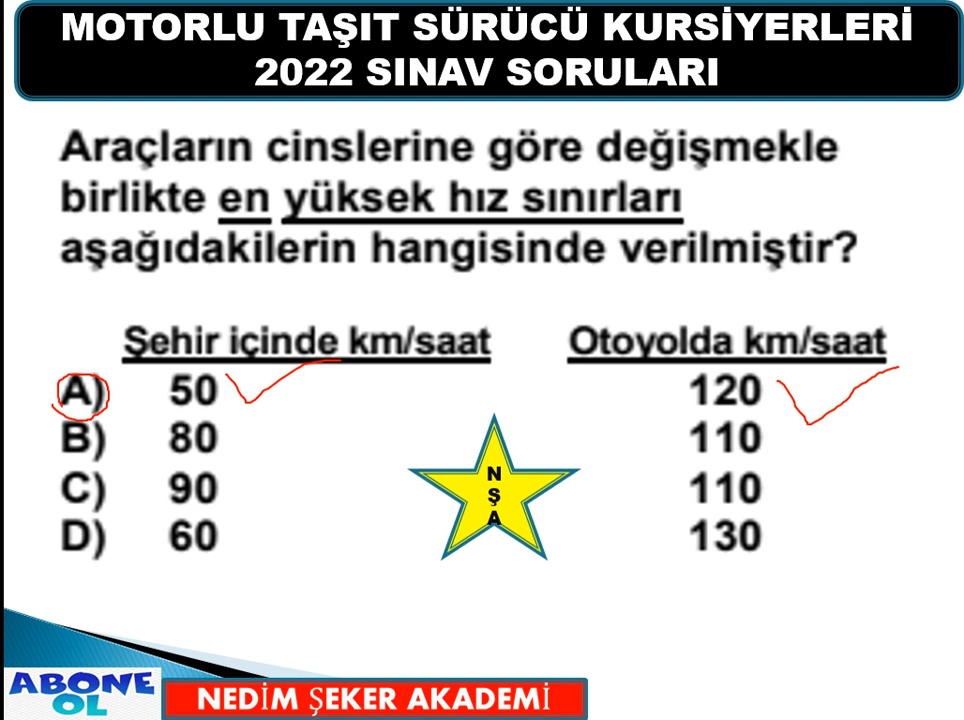 MOTORLU TAŞIT SÜRÜCÜ KURSİYERLERİ
2022 SINAV SORULARI
Araçların cinslerine göre değişmekle
birlikte en yüksek hız sınırları
aşağıdakilerin hangisinde verilmiştir?
Şehir içinde km/saat Otoyolda km/saat
A) 50 120
B) 80 110
C) 90 110
D) 60 130
N
Ş
A
ABONE
OL
NEDİM ŞEKER AKADEMİ